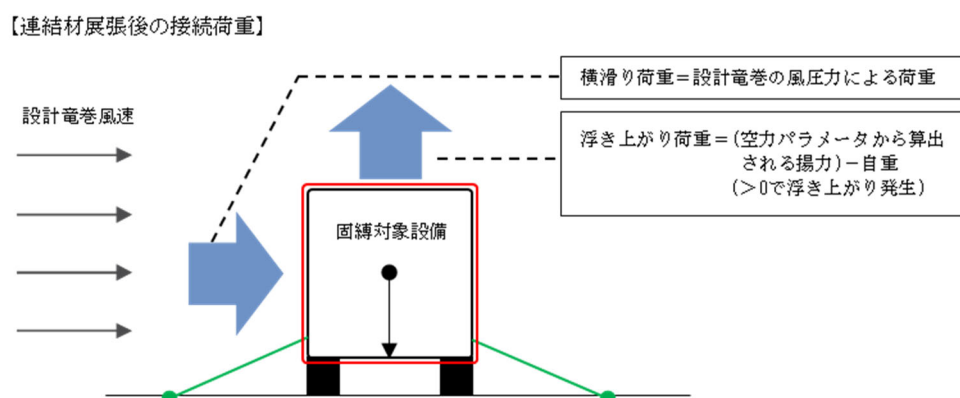 【連結材展張後の接続荷重】
設計竜巻風速
横滑り荷重＝設計竜巻の風圧力による荷重
浮き上がり荷重＝(空力パラメータから算出
される揚力)－自重
(＞0で浮き上がり発生)
固縛対象設備